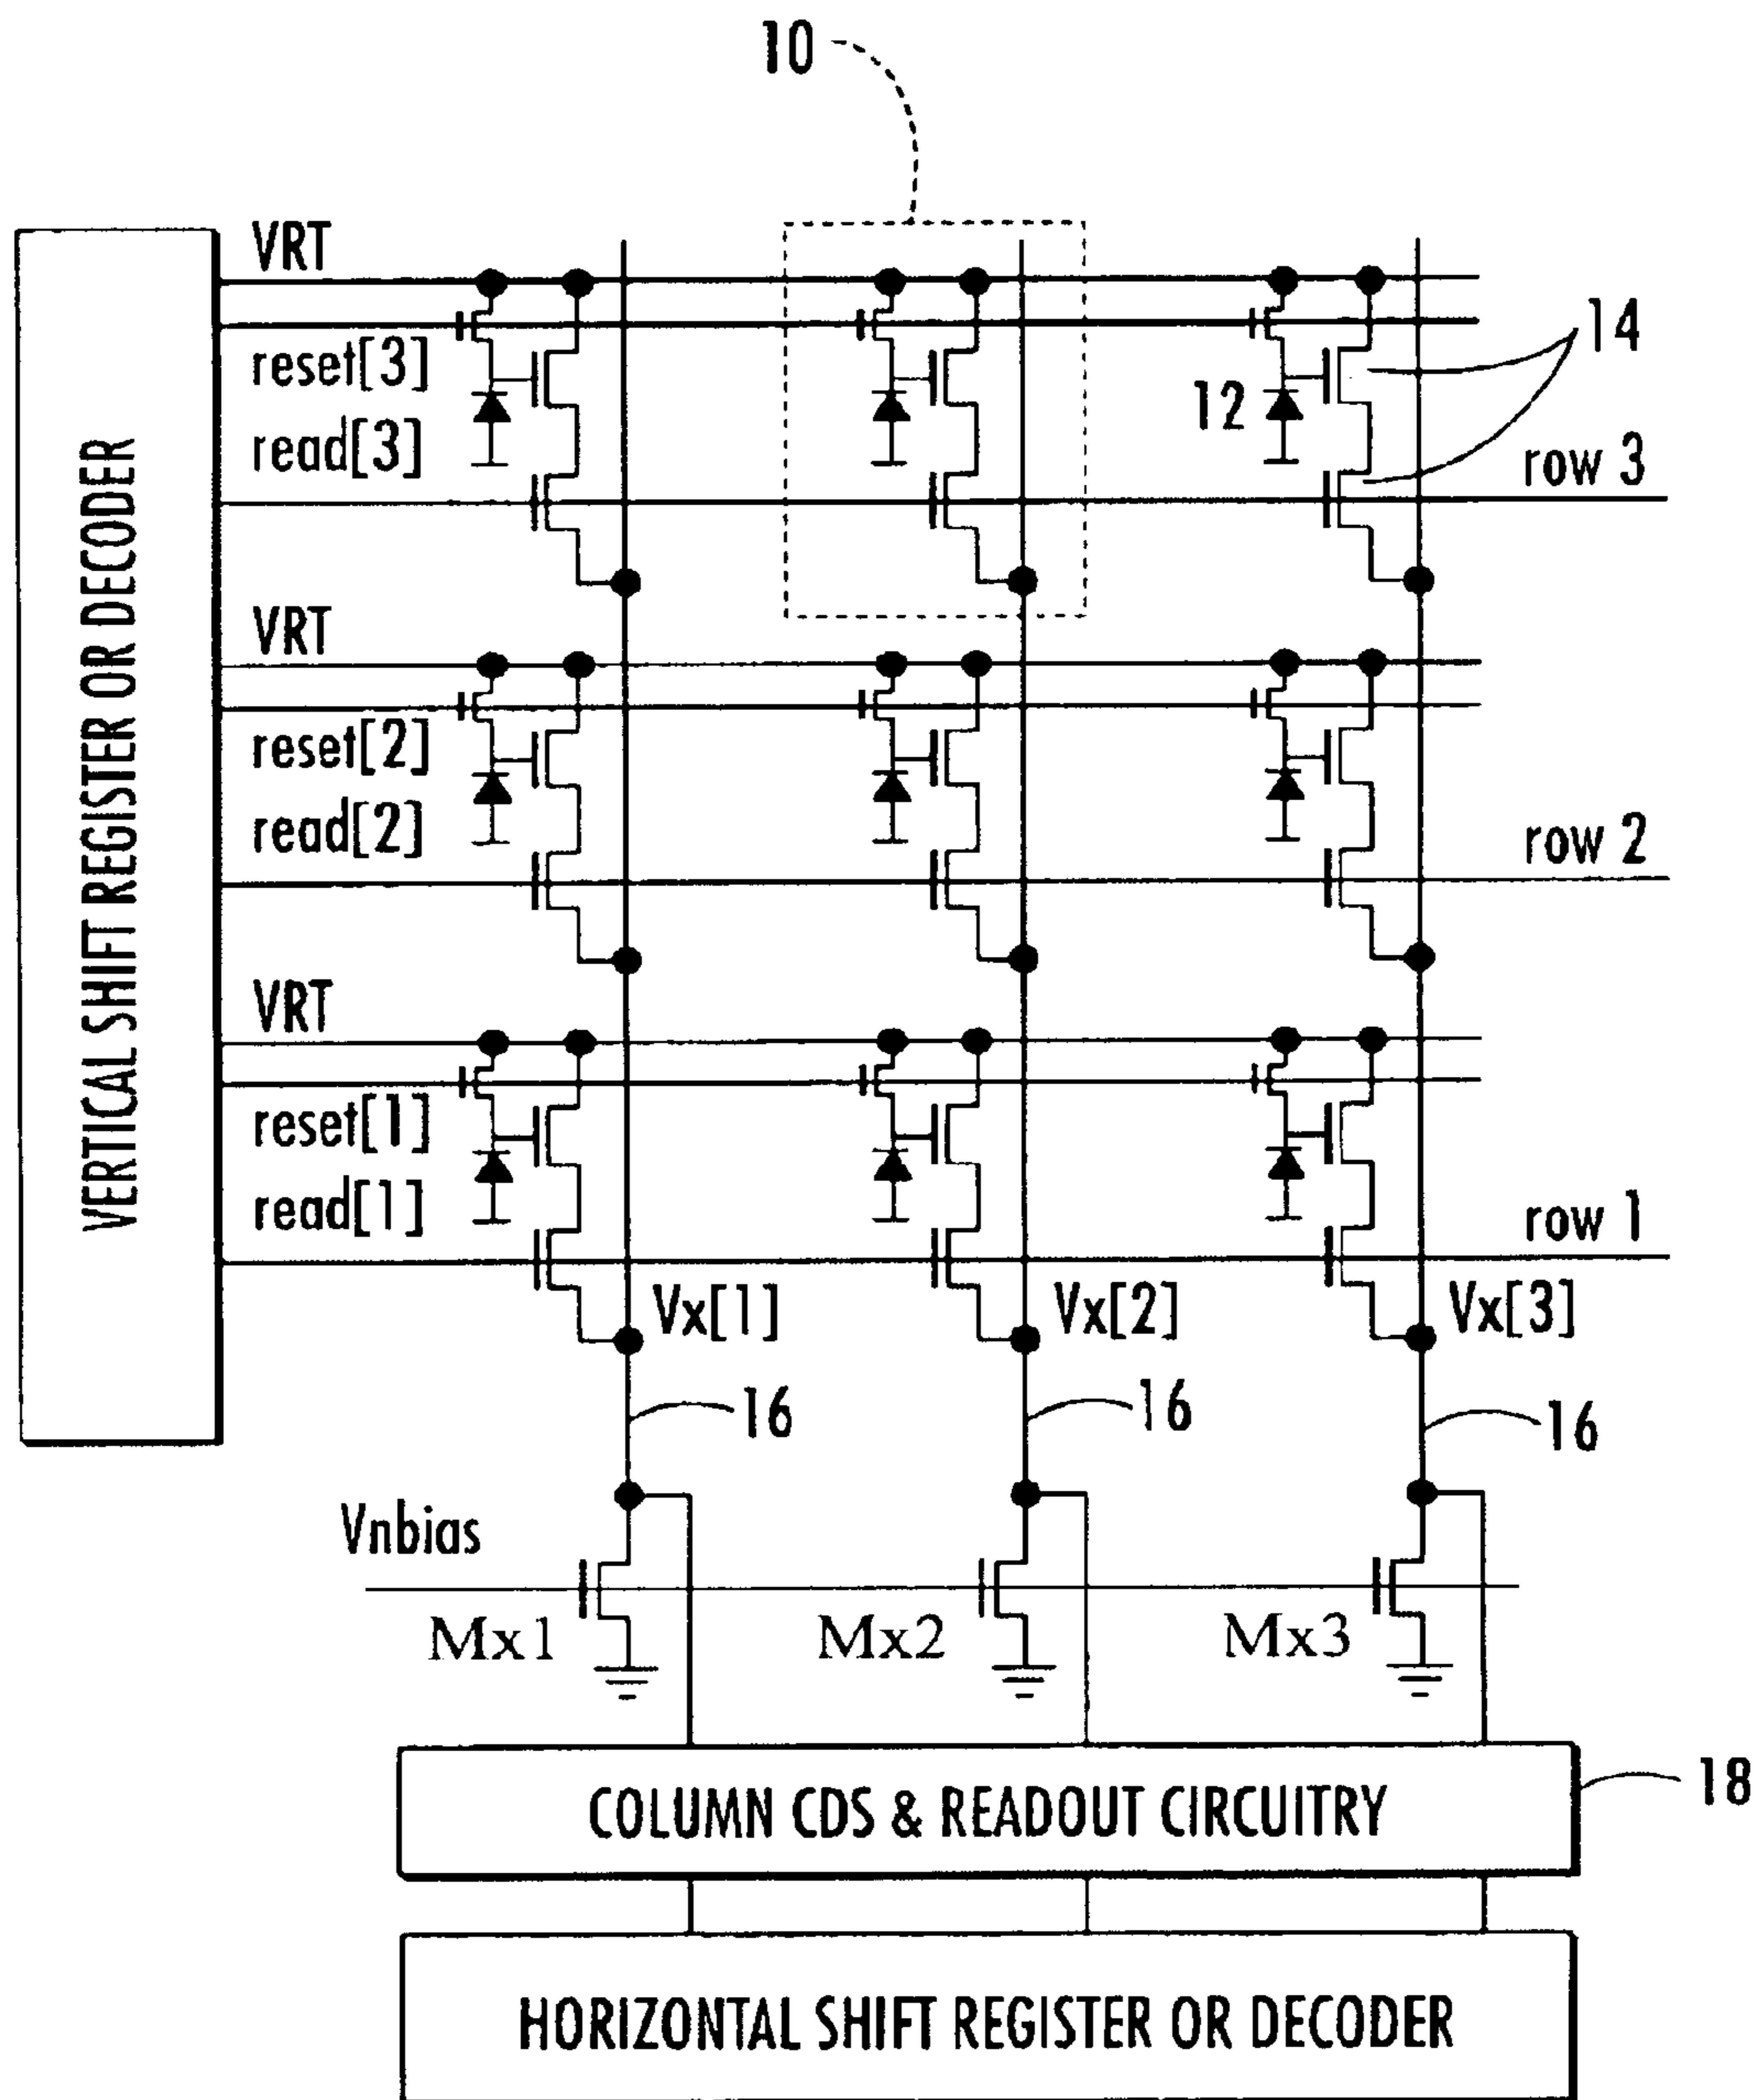 10
VRT
14
reset[3]
12
read[3]
row 3
VERTICAL SHIFT REGISTER OR DECODER
VRT
reset[2]
read[2]
row 2
VRT
reset[1]
read[1]
row 1
Vx[1]
Vx[2]
Vx[3]
16
16
16
Vnbias
Mx1
Mx2
Mx3
18
COLUMN CDS & READOUT CIRCUITRY
HORIZONTAL SHIFT REGISTER OR DECODER